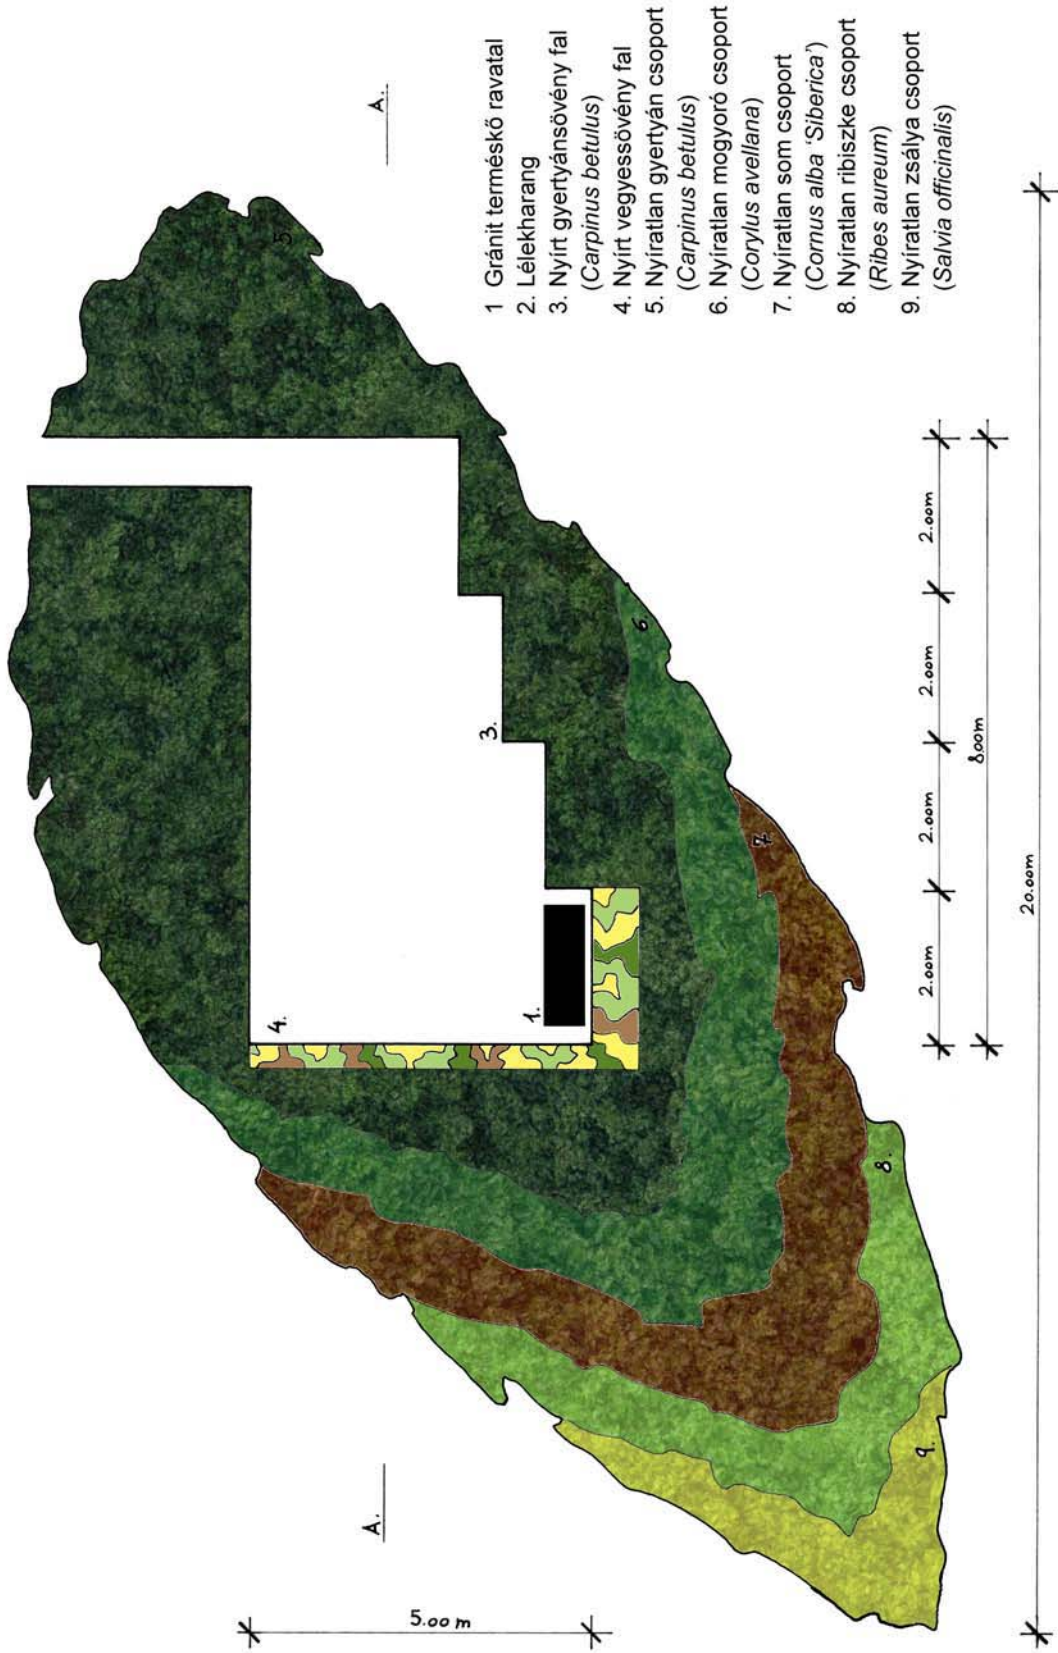 A.
5
1 Gránit terméskő ravatal
2. Lélekharang
3. Nyírt gyertyánsövény fal
(Carpinus betulus)
4. Nyírt vegyessövény fal
5. Nyíratlan gyertyán csoport
(Carpinus betulus)
6. Nyíratlan mogyoró csoport
(Corylus avellana)
7. Nyíratlan som csoport
(Cornus alba 'Siberica')
8. Nyíratlan ribiszke csoport
(Ribes aureum)
9. Nyíratlan zsálya csoport
(Salvia officinalis)
6.
3.
7.
4.
1.
8.
9.
A.
2.00m
2.00m
2.00m
2.00m
8.00m
20.00m
5.00 m